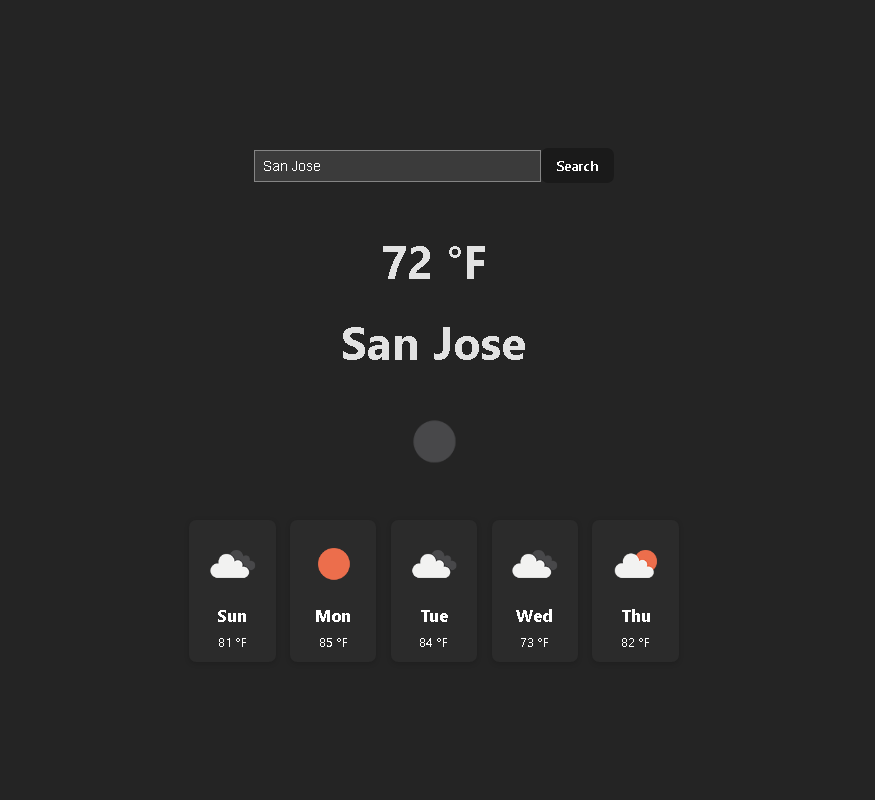 San Jose Search
72 °F
San Jose
Sun Mon Tue Wed Thu
81 °F 85 °F 84 °F 73 °F 82 °F